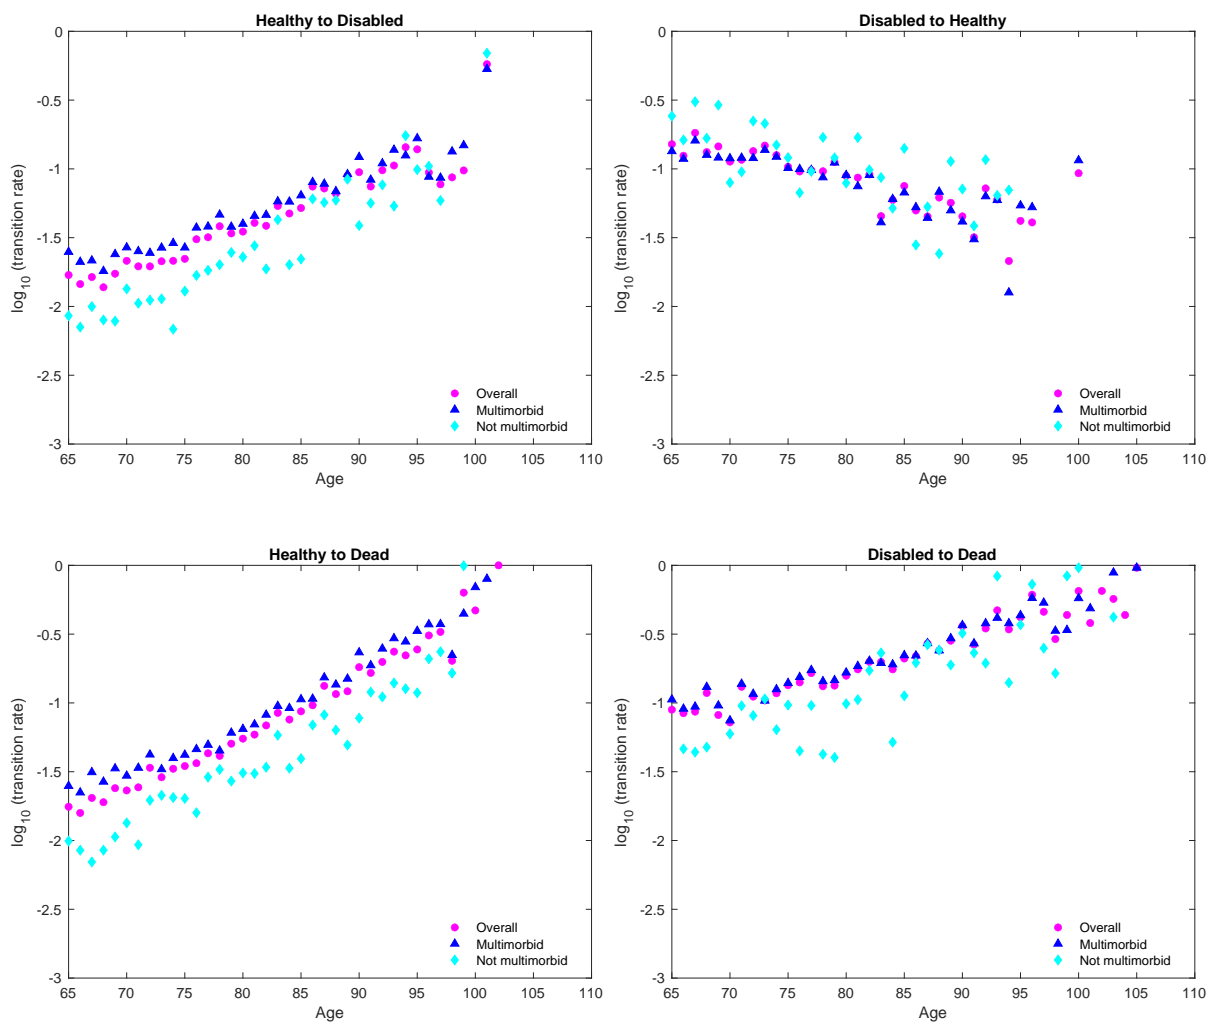 Healthy to Disabled
0
-0.5
-1
-1.5
-2
-2.5
-3
log10 (transition rate)
65 70 75 80 85 90 95 100 105 110
Age
Overall
Multimorbid
Not multimorbid
Disabled to Healthy
0
-0.5
-1
-1.5
-2
-2.5
-3
log10 (transition rate)
65 70 75 80 85 90 95 100 105 110
Age
Overall
Multimorbid
Not multimorbid
Healthy to Dead
0
-0.5
-1
-1.5
-2
-2.5
-3
log10 (transition rate)
65 70 75 80 85 90 95 100 105 110
Age
Overall
Multimorbid
Not multimorbid
Disabled to Dead
0
-0.5
-1
-1.5
-2
-2.5
-3
log10 (transition rate)
65 70 75 80 85 90 95 100 105 110
Age
Overall
Multimorbid
Not multimorbid